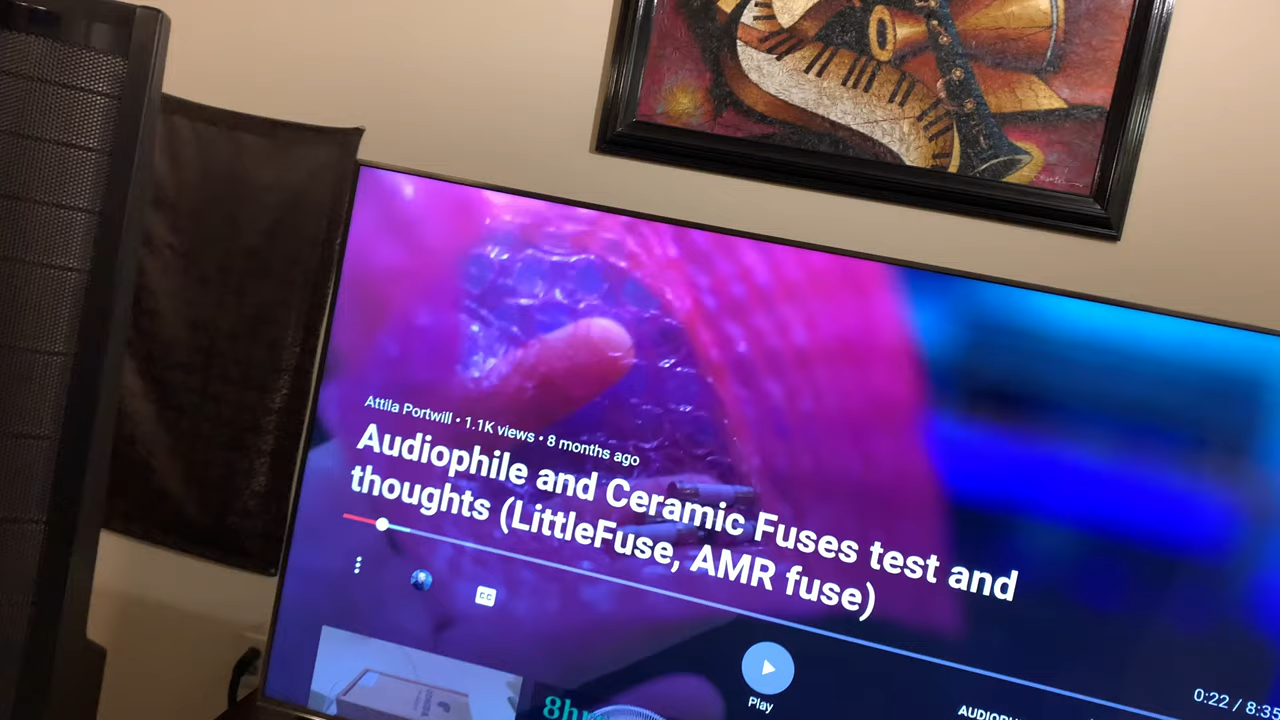 Attila Portwill • 1.1K views • 8 months ago
Audiophile and Ceramic Fuses test and
thoughts (LittleFuse, AMR fuse)
CC
0:22 / 8:35
Play